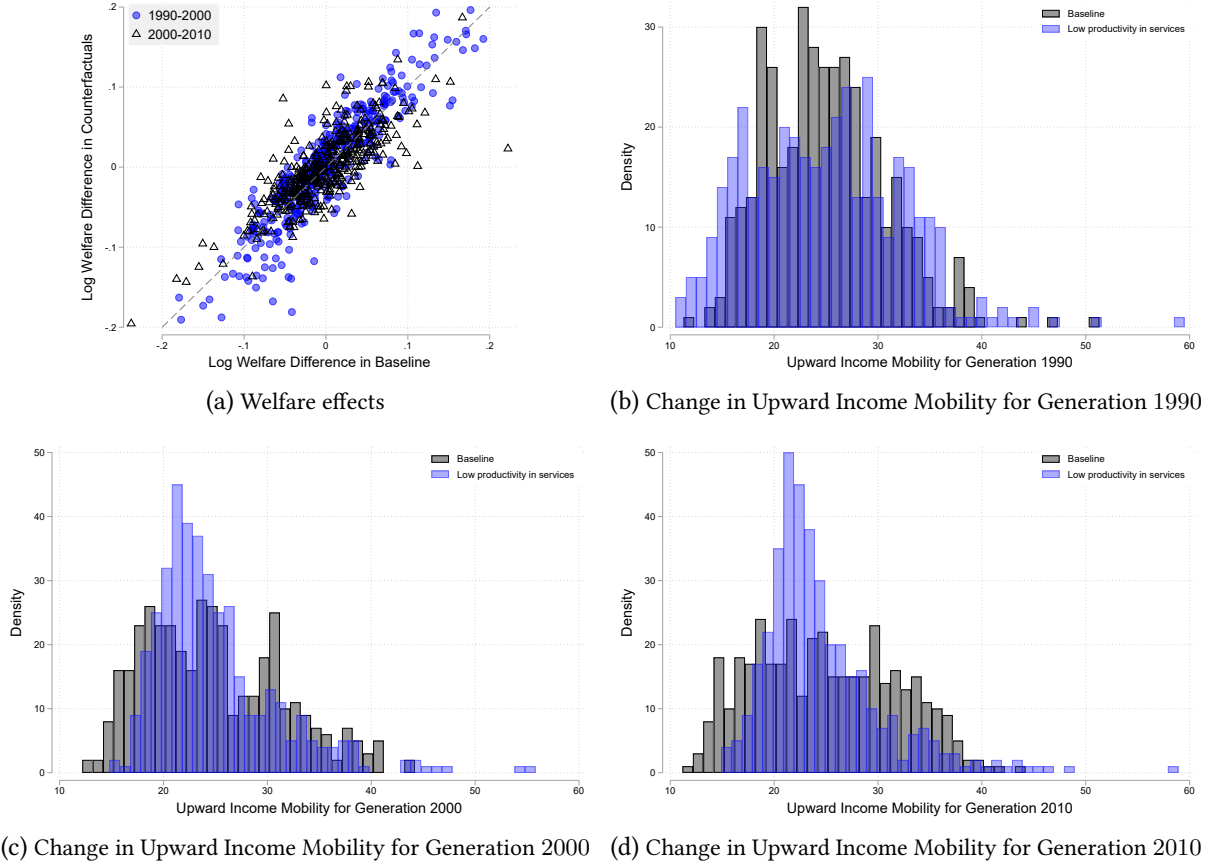 .2
.1
0
-.1
-.2
Log Welfare Difference in Counterfactuals
1990-2000
2000-2010
-.2
-.1
0
.1
.2
Log Welfare Difference in Baseline
(a) Welfare effects
30
20
10
0
Density
Baseline
Low productivity in services
10
20
30
40
50
60
Upward Income Mobility for Generation 1990
(b) Change in Upward Income Mobility for Generation 1990
50
40
30
20
10
0
Density
Baseline
Low productivity in services
10
20
30
40
50
60
Upward Income Mobility for Generation 2000
(c) Change in Upward Income Mobility for Generation 2000
50
40
30
20
10
0
Density
Baseline
Low productivity in services
10
20
30
40
50
60
Upward Income Mobility for Generation 2010
(d) Change in Upward Income Mobility for Generation 2010